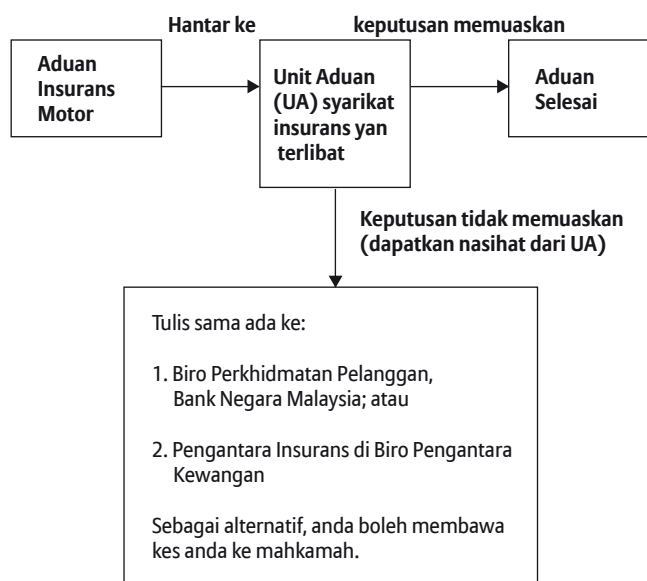 Hantar ke
keputusan memuaskan
Aduan
Insurans
Motor
Unit Aduan
(UA) syarikat
insurans yan
terlibat
Aduan
Selesai
Keputusan tidak memuaskan
(dapatkan nasihat dari UA)
Tulis sama ada ke:
1. Biro Perkhidmatan Pelanggan,
Bank Negara Malaysia; atau
2. Pengantara Insurans di Biro Pengantara
Kewangan
Sebagai alternatif, anda boleh membawa
kes anda ke mahkamah.